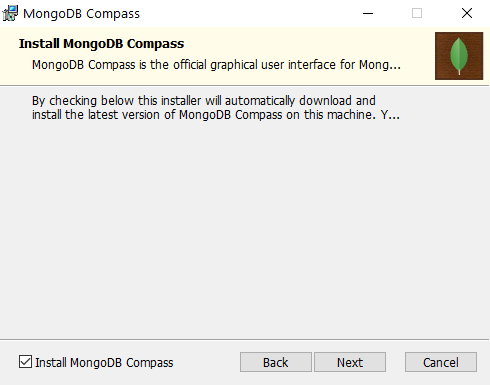 MongoDB Compass
Install MongoDB Compass
MongoDB Compass is the official graphical user interface for Mong...
By checking below this installer will automatically download and
install the latest version of MongoDB Compass on this machine. Y...
Install MongoDB Compass
Back
Next
Cancel